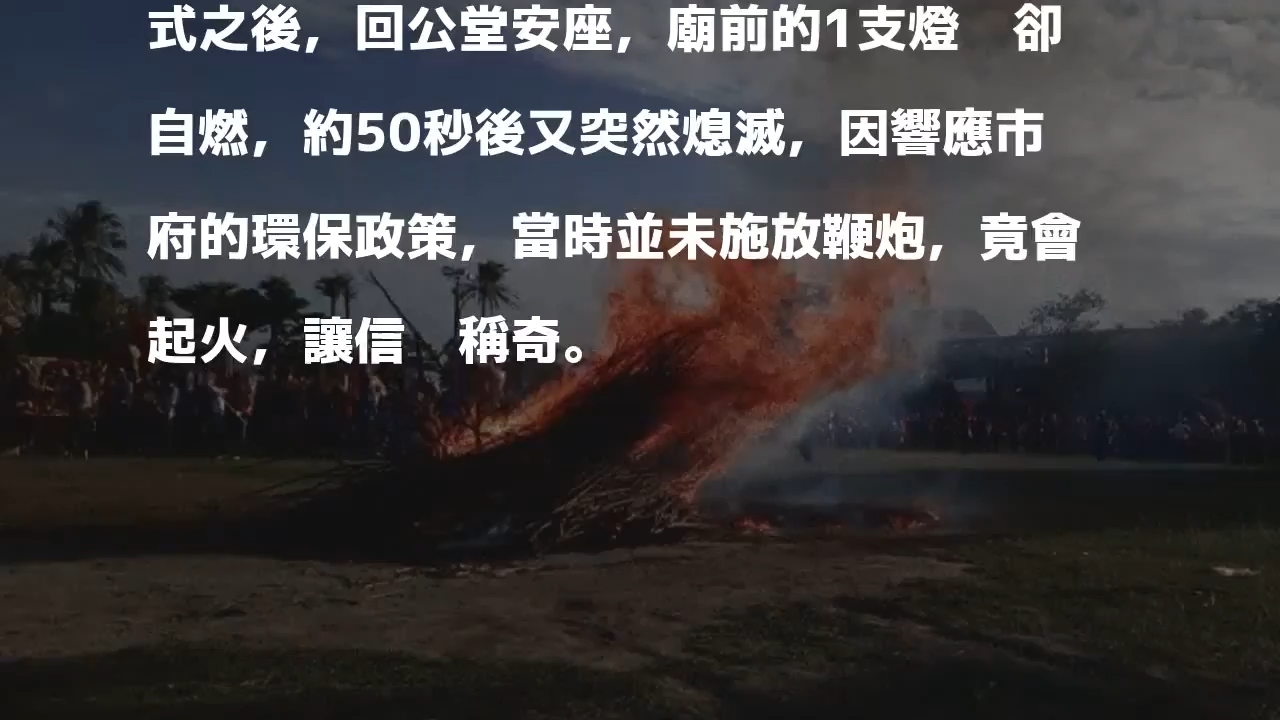 式之後，回公堂安座，廟前的1支燈　卻
自燃，約50秒後又突然熄滅，因響應市
府的環保政策，當時並未施放鞭炮，竟會
起火，讓信　稱奇。